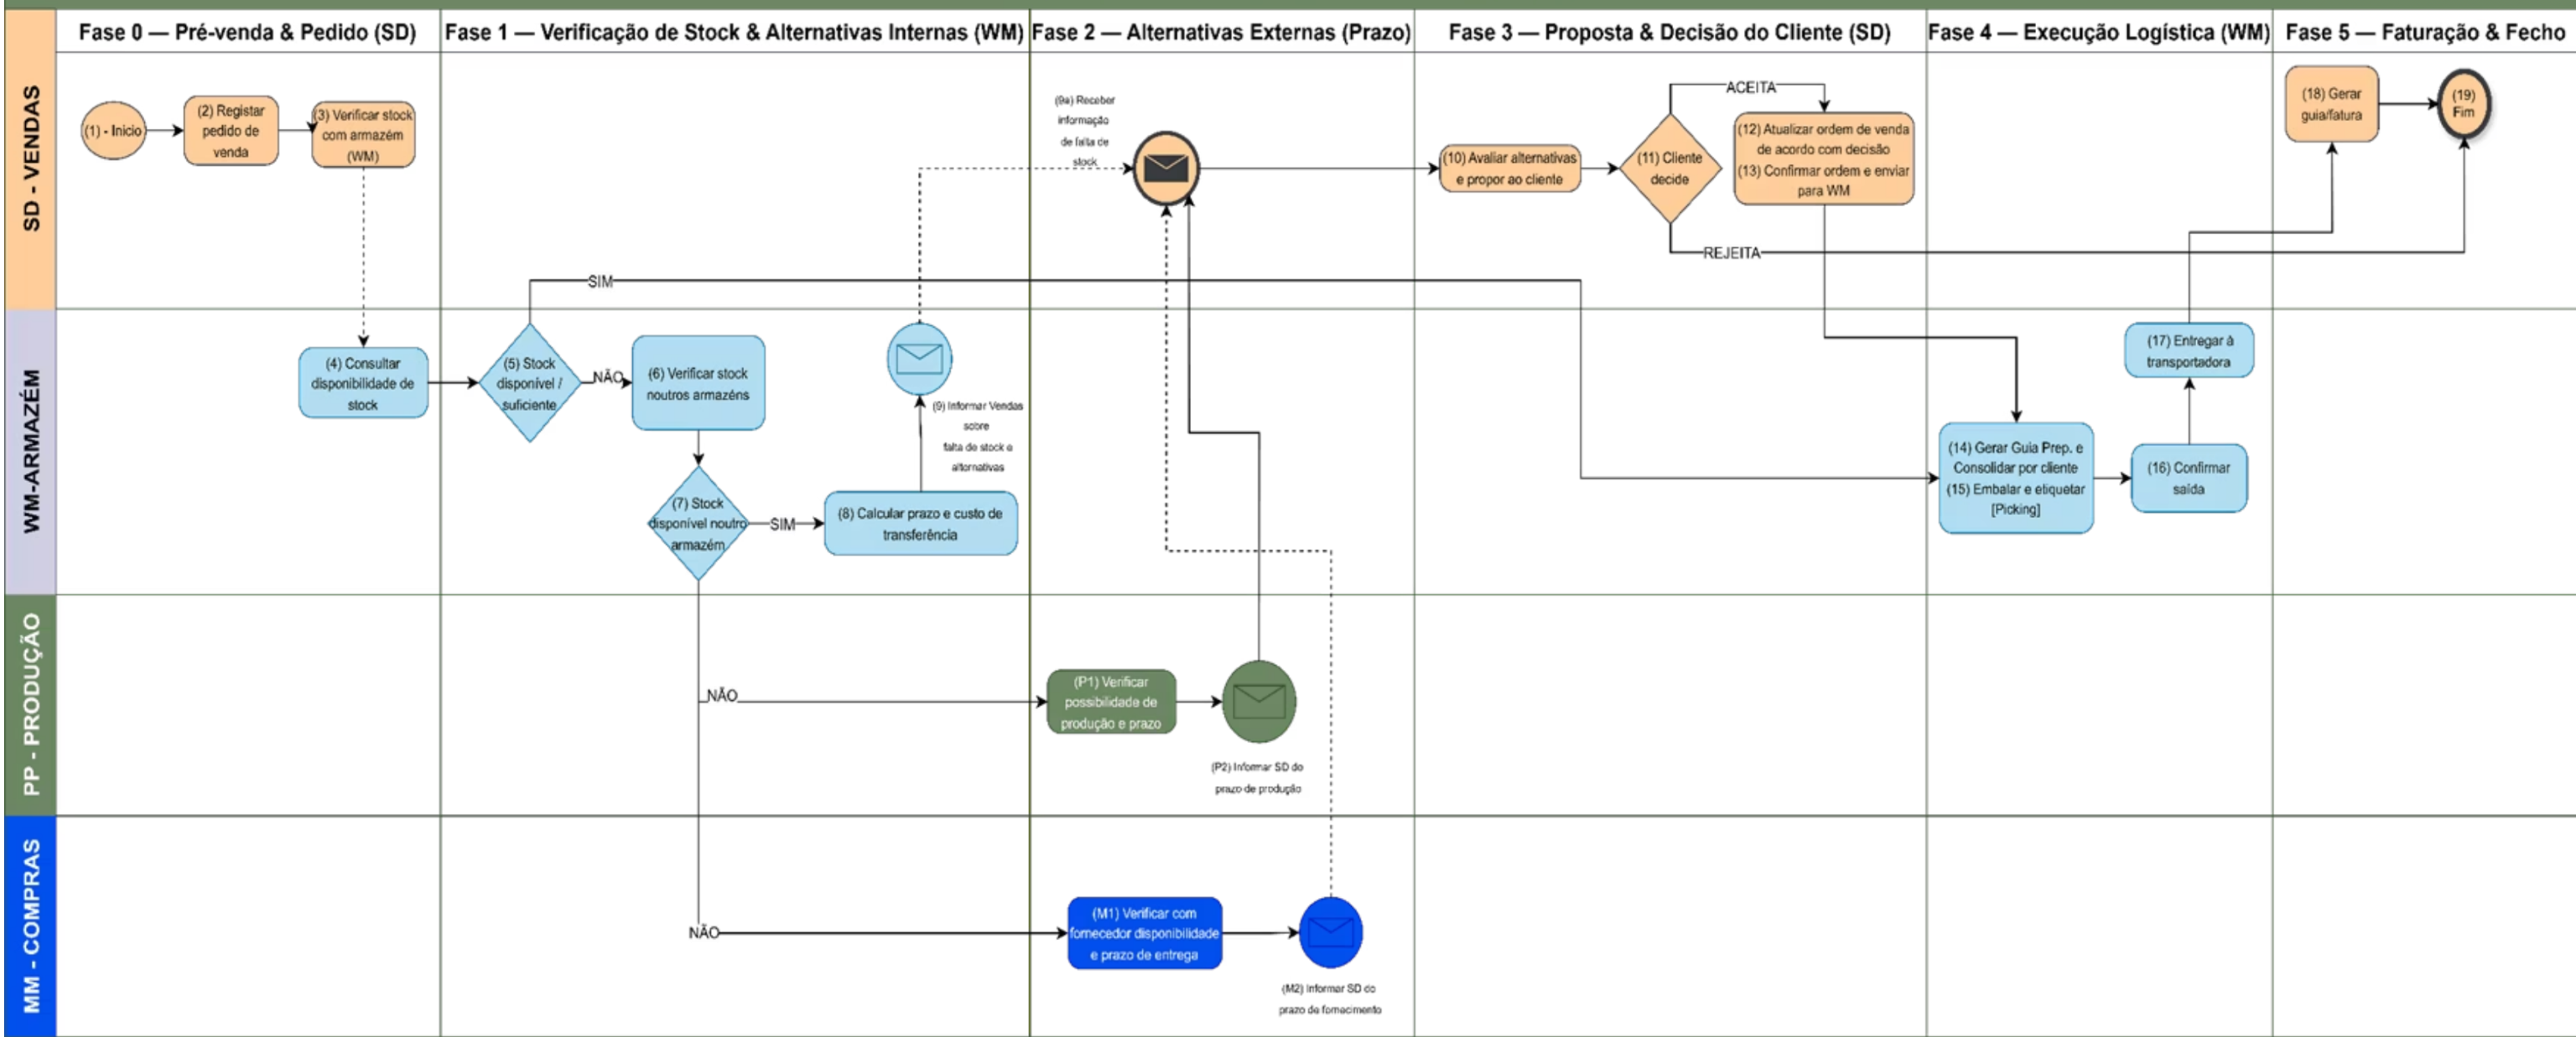 Fase 0 — Pré-venda & Pedido (SD)
Fase 1 — Verificação de Stock & Alternativas Internas (WM)
Fase 2 — Alternativas Externas (Prazo)
Fase 3 — Proposta & Decisão do Cliente (SD)
Fase 4 — Execução Logística (WM)
Fase 5 — Faturação & Fecho
SD - VENDAS
(1) - Inicio
(2) Registar
pedido de
venda
(3) Verificar stock
com armazém
(WM)
(9a) Receber
informação
de falta de
stock
(10) Avaliar alternativas
e propor ao cliente
(11) Cliente
decide
ACEITA
REJEITA
(12) Atualizar ordem de venda
de acordo com decisão
(13) Confirmar ordem e enviar
para WM
(18) Gerar
guia/fatura
(19)
Fim
SIM
WM-ARMAZÉM
(4) Consultar
disponibilidade de
stock
(5) Stock
disponível /
suficiente
NÃO
(6) Verificar stock
noutros armazéns
(7) Stock
disponível noutro
armazém
SIM
(8) Calcular prazo e custo de
transferência
(9) Informar Vendas
sobre
falta de stock e
alternativas
(14) Gerar Guia Prep. e
Consolidar por cliente
(15) Embalar e etiquetar
[Picking]
(16) Confirmar
saída
(17) Entregar à
transportadora
PP - PRODUÇÃO
NÃO
(P1) Verificar
possibilidade de
produção e prazo
(P2) Informar SD do
prazo de produção
MM - COMPRAS
NÃO
(M1) Verificar com
fornecedor disponibilidade
e prazo de entrega
(M2) Informar SD do
prazo de fornecimento